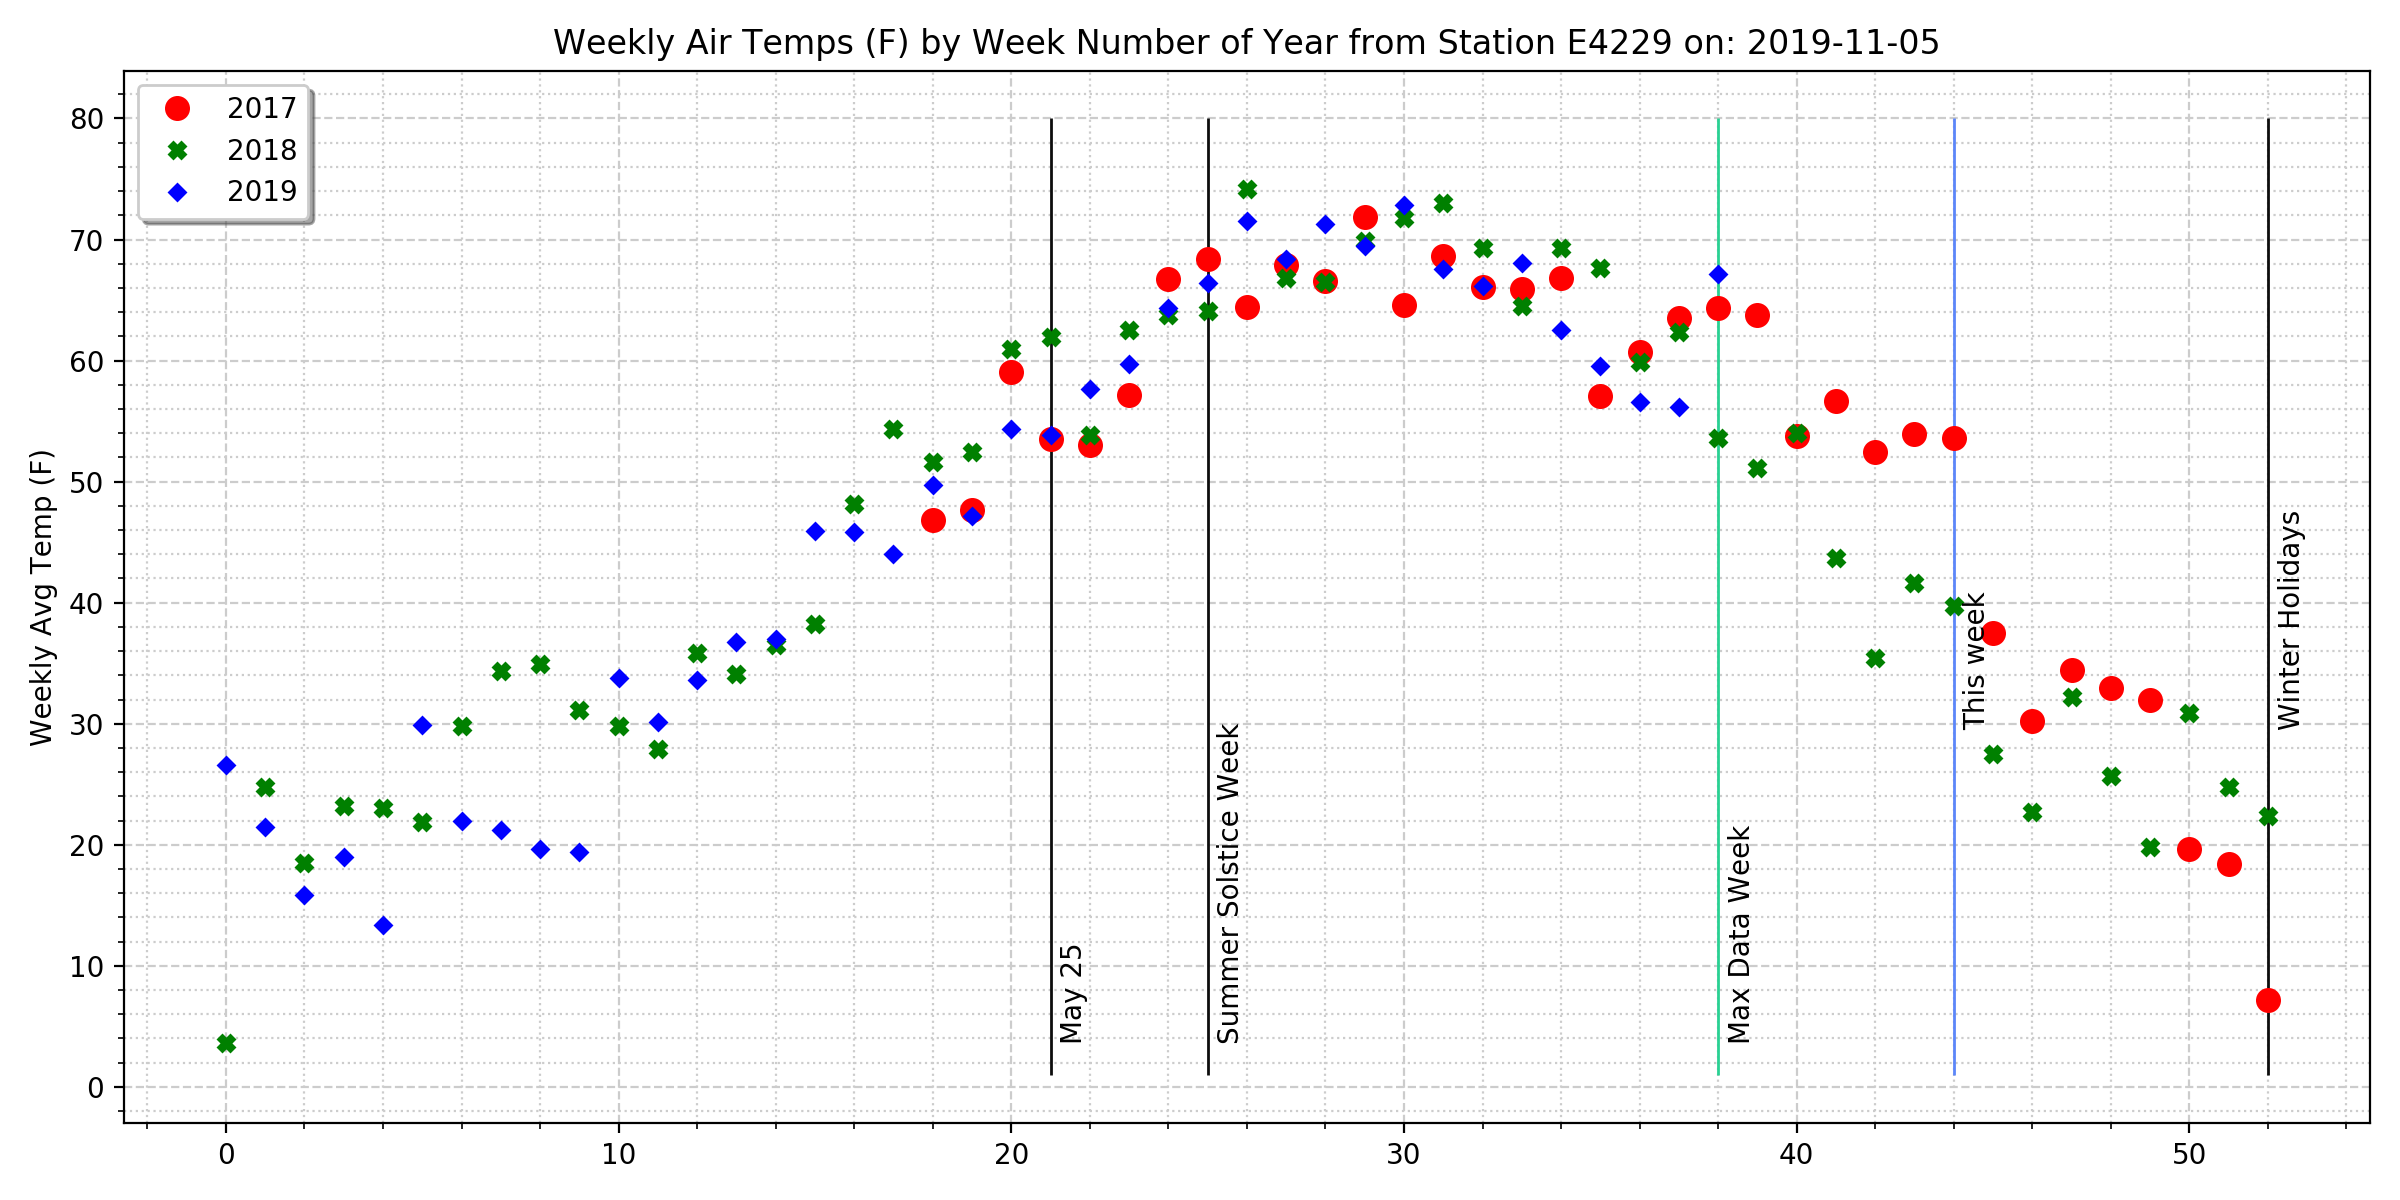 Weekly Air Temps (F) by Week Number of Year from Station E4229 on: 2019-11-05
2017
2018
2019
Weekly Avg Temp (F)
80
70
60
50
40
30
20
10
0
May 25
Summer Solstice Week
Max Data Week
This week
Winter Holidays
0
10
20
30
40
50